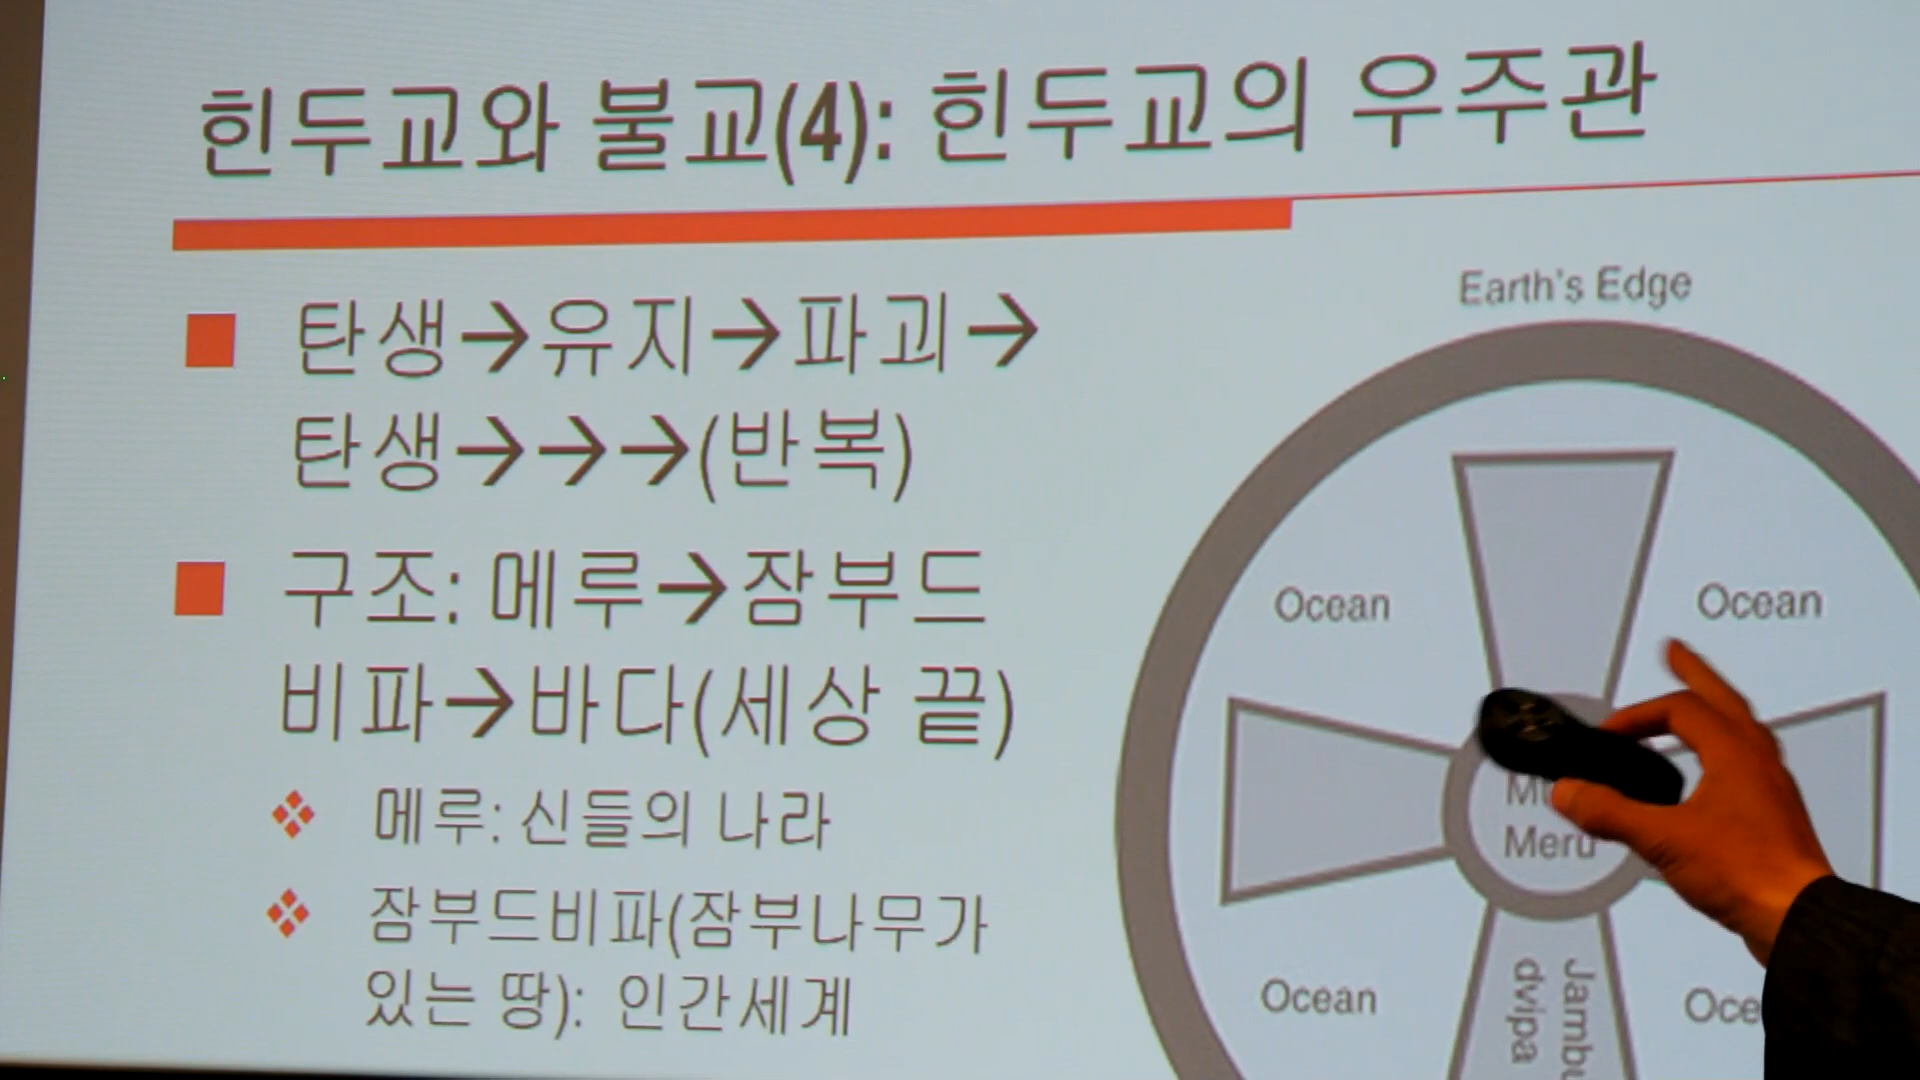 힌두교와 불교(4): 힌두교의 우주관
탄생→유지→파괴→
탄생→→→(반복)
구조: 메루→잠부드
비파→바다(세상 끝)
메루: 신들의 나라
잠부드비파(잠부나무가
있는 땅): 인간세계
Earth's Edge
Ocean
Ocean
Meru
Ocean
Jambu
dvipa